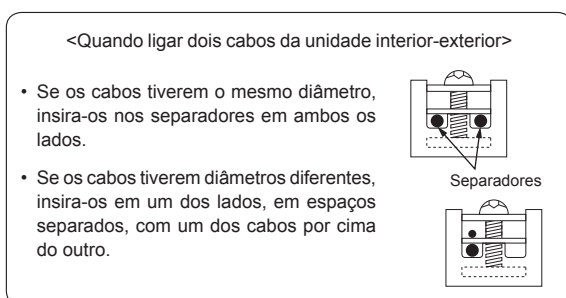 <Quando ligar dois cabos da unidade interior-exterior>
• Se os cabos tiverem o mesmo diâmetro,
insira-os nos separadores em ambos os
lados.
• Se os cabos tiverem diâmetros diferentes,
insira-os em um dos lados, em espaços
separados, com um dos cabos por cima
do outro.
Separadores